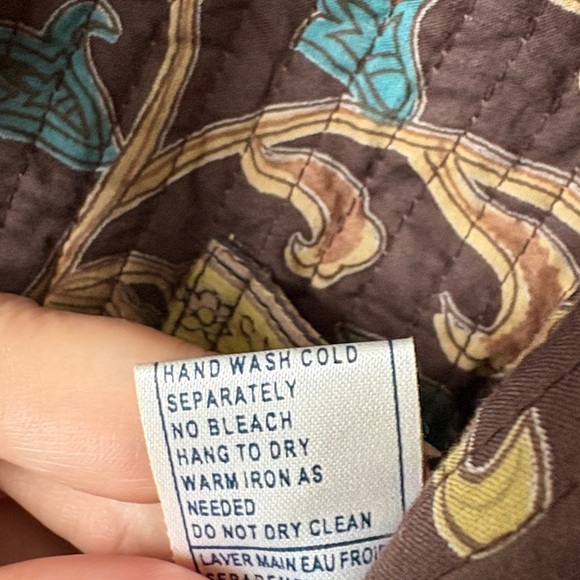 HAND WASH COLD
SEPARATELY
NO BLEACH
HANG TO DRY
WARM IRON AS
NEEDED
DO NOT DRY CLEAN
LAVER MAIN EAU